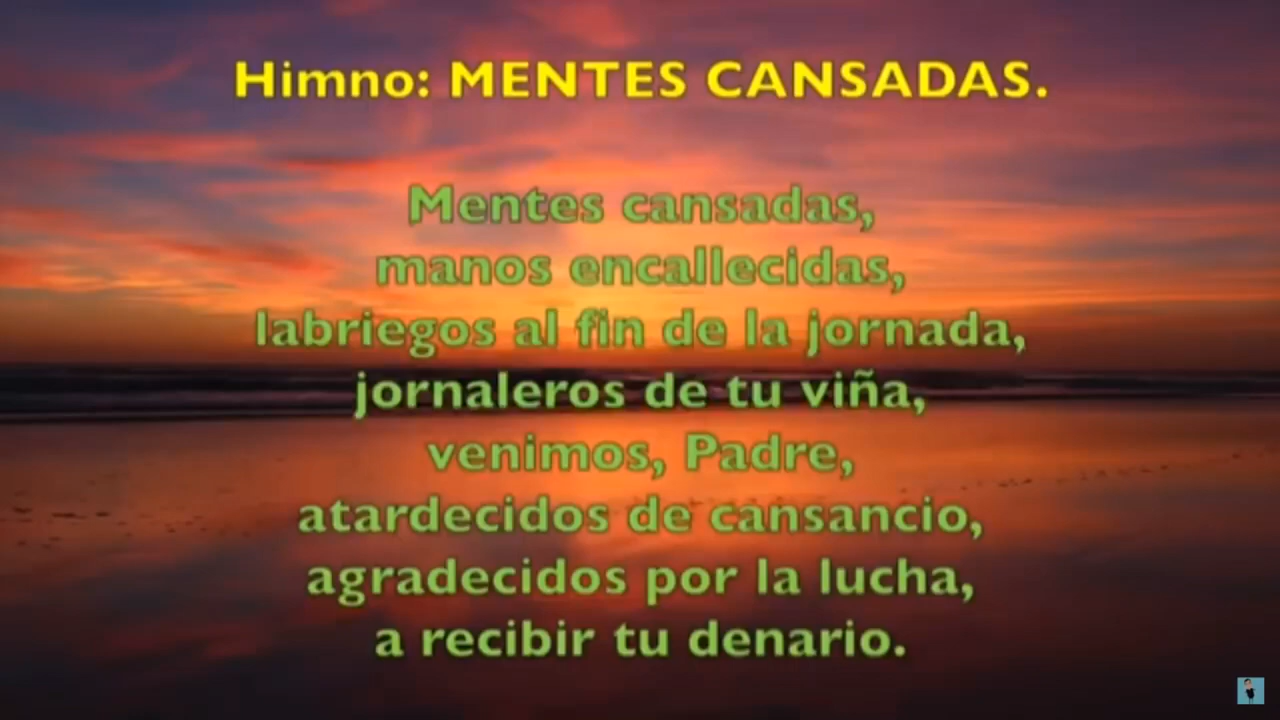 Himno: MENTES CANSADAS.
Mentes cansadas,
manos encallecidas,
labriegos al fin de la jornada,
jornaleros de tu viña,
venimos, Padre,
atardecidos de cansancio,
agradecidos por la lucha,
a recibir tu denario.